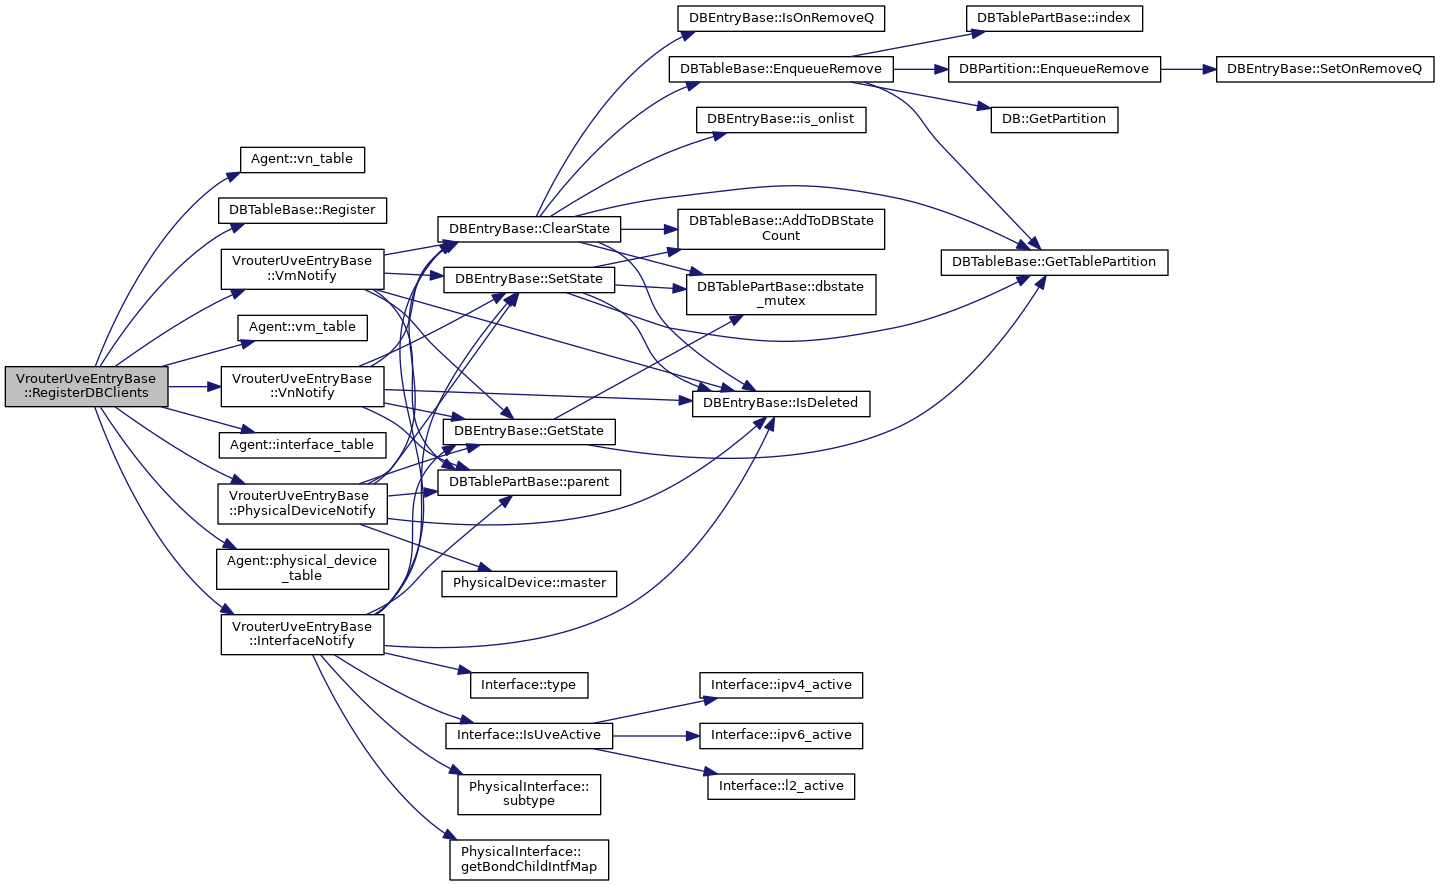 VrouterUveEntryBase
::RegisterDBClients
Agent::vn_table
DBTableBase::Register
VrouterUveEntryBase
::VmNotify
Agent::vm_table
VrouterUveEntryBase
::VnNotify
Agent::interface_table
VrouterUveEntryBase
::PhysicalDeviceNotify
Agent::physical_device
_table
VrouterUveEntryBase
::InterfaceNotify
DBEntryBase::ClearState
DBEntryBase::SetState
DBEntryBase::GetState
DBTablePartBase::parent
PhysicalDevice::master
Interface::type
Interface::IsUveActive
PhysicalInterface::
subtype
PhysicalInterface::
getBondChildIntfMap
DBEntryBase::IsOnRemoveQ
DBTableBase::EnqueueRemove
DBEntryBase::is_onlist
DBTableBase::AddToDBState
Count
DBTablePartBase::dbstate
_mutex
DBEntryBase::IsDeleted
Interface::ipv4_active
Interface::ipv6_active
Interface::l2_active
DBTablePartBase::index
DBPartition::EnqueueRemove
DB::GetPartition
DBTableBase::GetTablePartition
DBEntryBase::SetOnRemoveQ